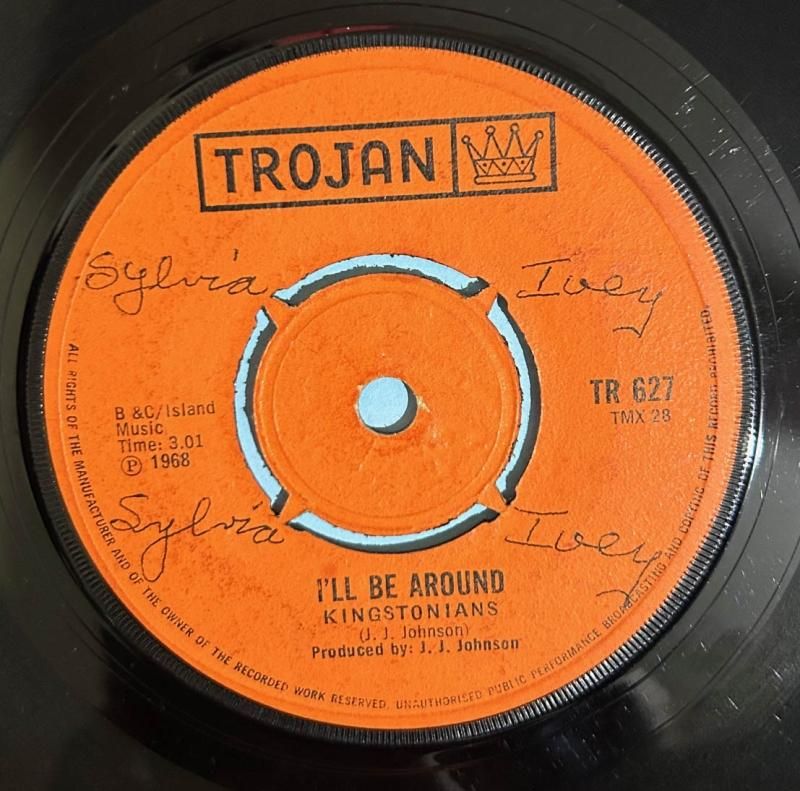 TROJAN
Sylvia Ivey
TR 627
TMX 28
B &C/Island
Music
Time: 3.01
Ⓟ 1968
Sylvia Ivey
I'LL BE AROUND
KINGSTONIANS
(J. J. Johnson)
Produced by: J. J. Johnson
ALL RIGHTS OF THE MANUFACTURER AND OF THE OWNER OF THE RECORDED WORK RESERVED. UNAUTHORISED PUBLIC PERFORMANCE BROADCASTING AND COPYING OF THIS RECORD PROHIBITED.